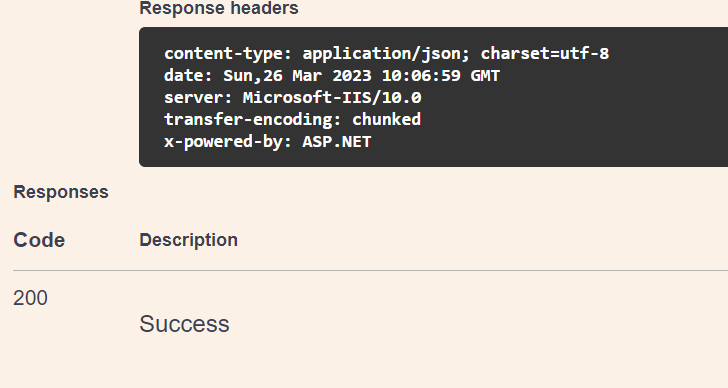 Response headers
content-type: application/json; charset=utf-8
date: Sun,26 Mar 2023 10:06:59 GMT
server: Microsoft-IIS/10.0
transfer-encoding: chunked
x-powered-by: ASP.NET
Responses
Code Description
200
Success